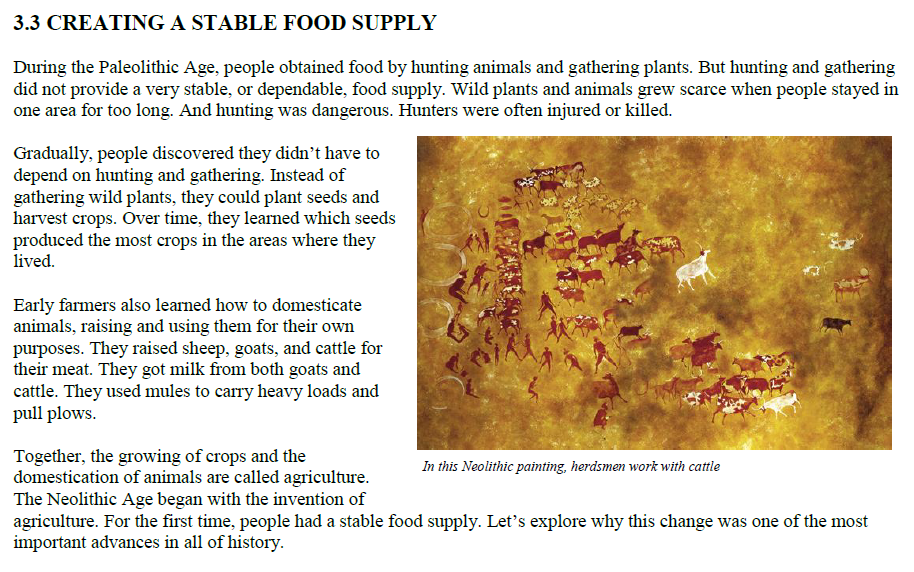 3.3 CREATING A STABLE FOOD SUPPLY
During the Paleolithic Age, people obtained food by hunting animals and gathering plants. But hunting and gathering
did not provide a very stable, or dependable, food supply. Wild plants and animals grew scarce when people stayed in
one area for too long. And hunting was dangerous. Hunters were often injured or killed.
Gradually, people discovered they didn’t have to
depend on hunting and gathering. Instead of
gathering wild plants, they could plant seeds and
harvest crops. Over time, they learned which seeds
produced the most crops in the areas where they
lived.
Early farmers also learned how to domesticate
animals, raising and using them for their own
purposes. They raised sheep, goats, and cattle for
their meat. They got milk from both goats and
cattle. They used mules to carry heavy loads and
pull plows.
Together, the growing of crops and the
domestication of animals are called agriculture.
The Neolithic Age began with the invention of
agriculture. For the first time, people had a stable food supply. Let’s explore why this change was one of the most
important advances in all of history.
In this Neolithic painting, herdsmen work with cattle